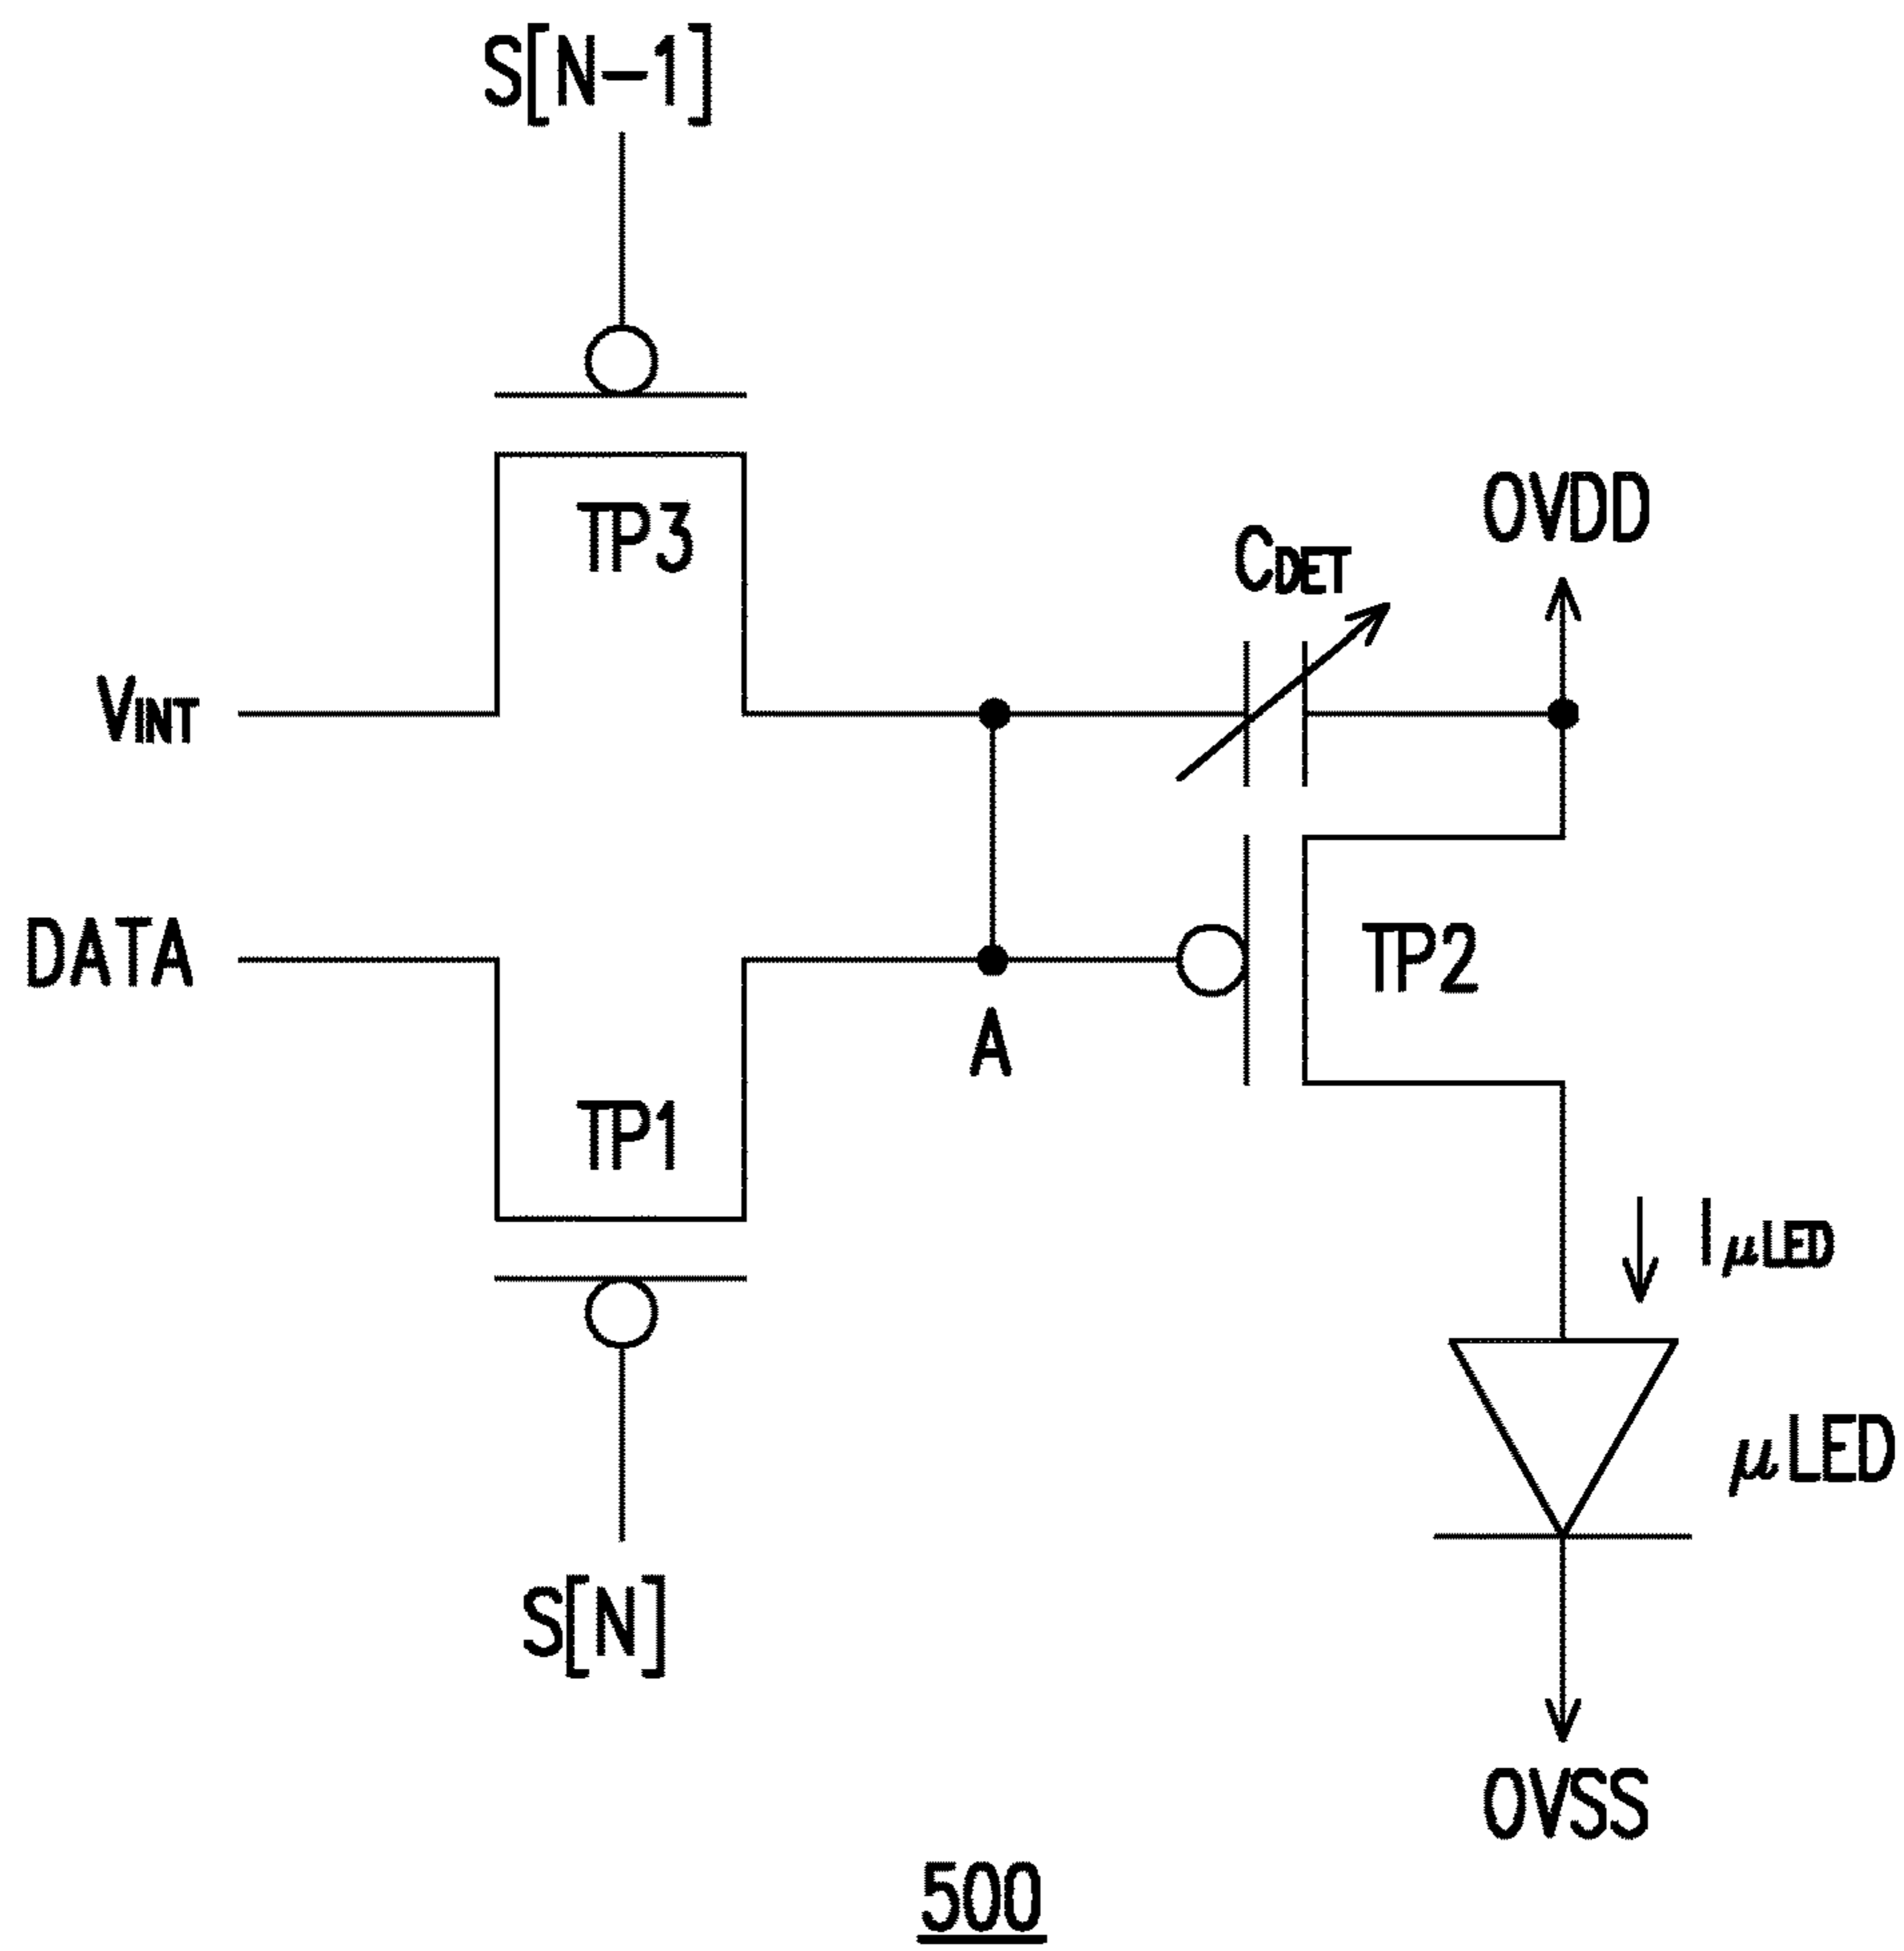 S[N-1]
OVDD
TP3
CDET
VINT
DATA
TP2
A
TP1
IμLED
μLED
S[N]
OVSS
500